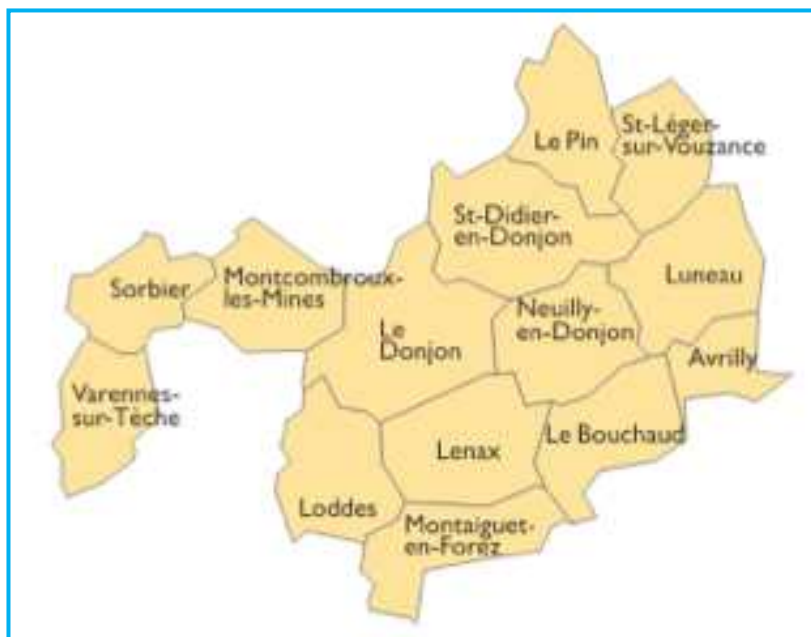 Le Pin
St-Léger-
sur-Vouzance
St-Didier-
en-Donjon
Luneau
Sorbier
Montcombroux-
les-Mines
Le
Donjon
Neuilly-
en-Donjon
Avrilly
Varennes-
sur-Tèche
Lenax
Le Bouchaud
Loddes
Montaiguet-
en-Forez